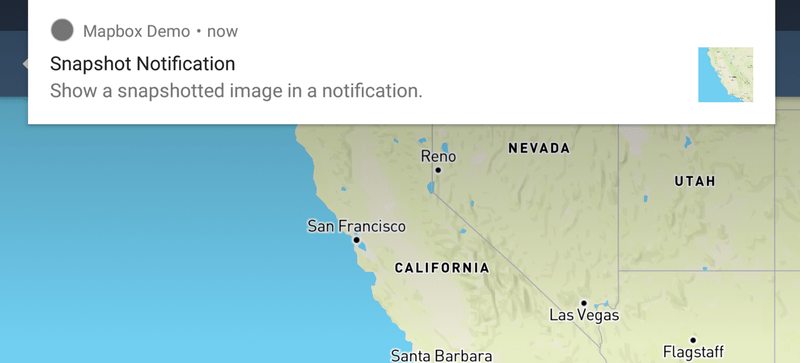 Mapbox Demo • now
Snapshot Notification
Show a snapshotted image in a notification.
Reno
NEVADA
UTAH
San Francisco
CALIFORNIA
Las Vegas
Santa Barbara
Flagstaff